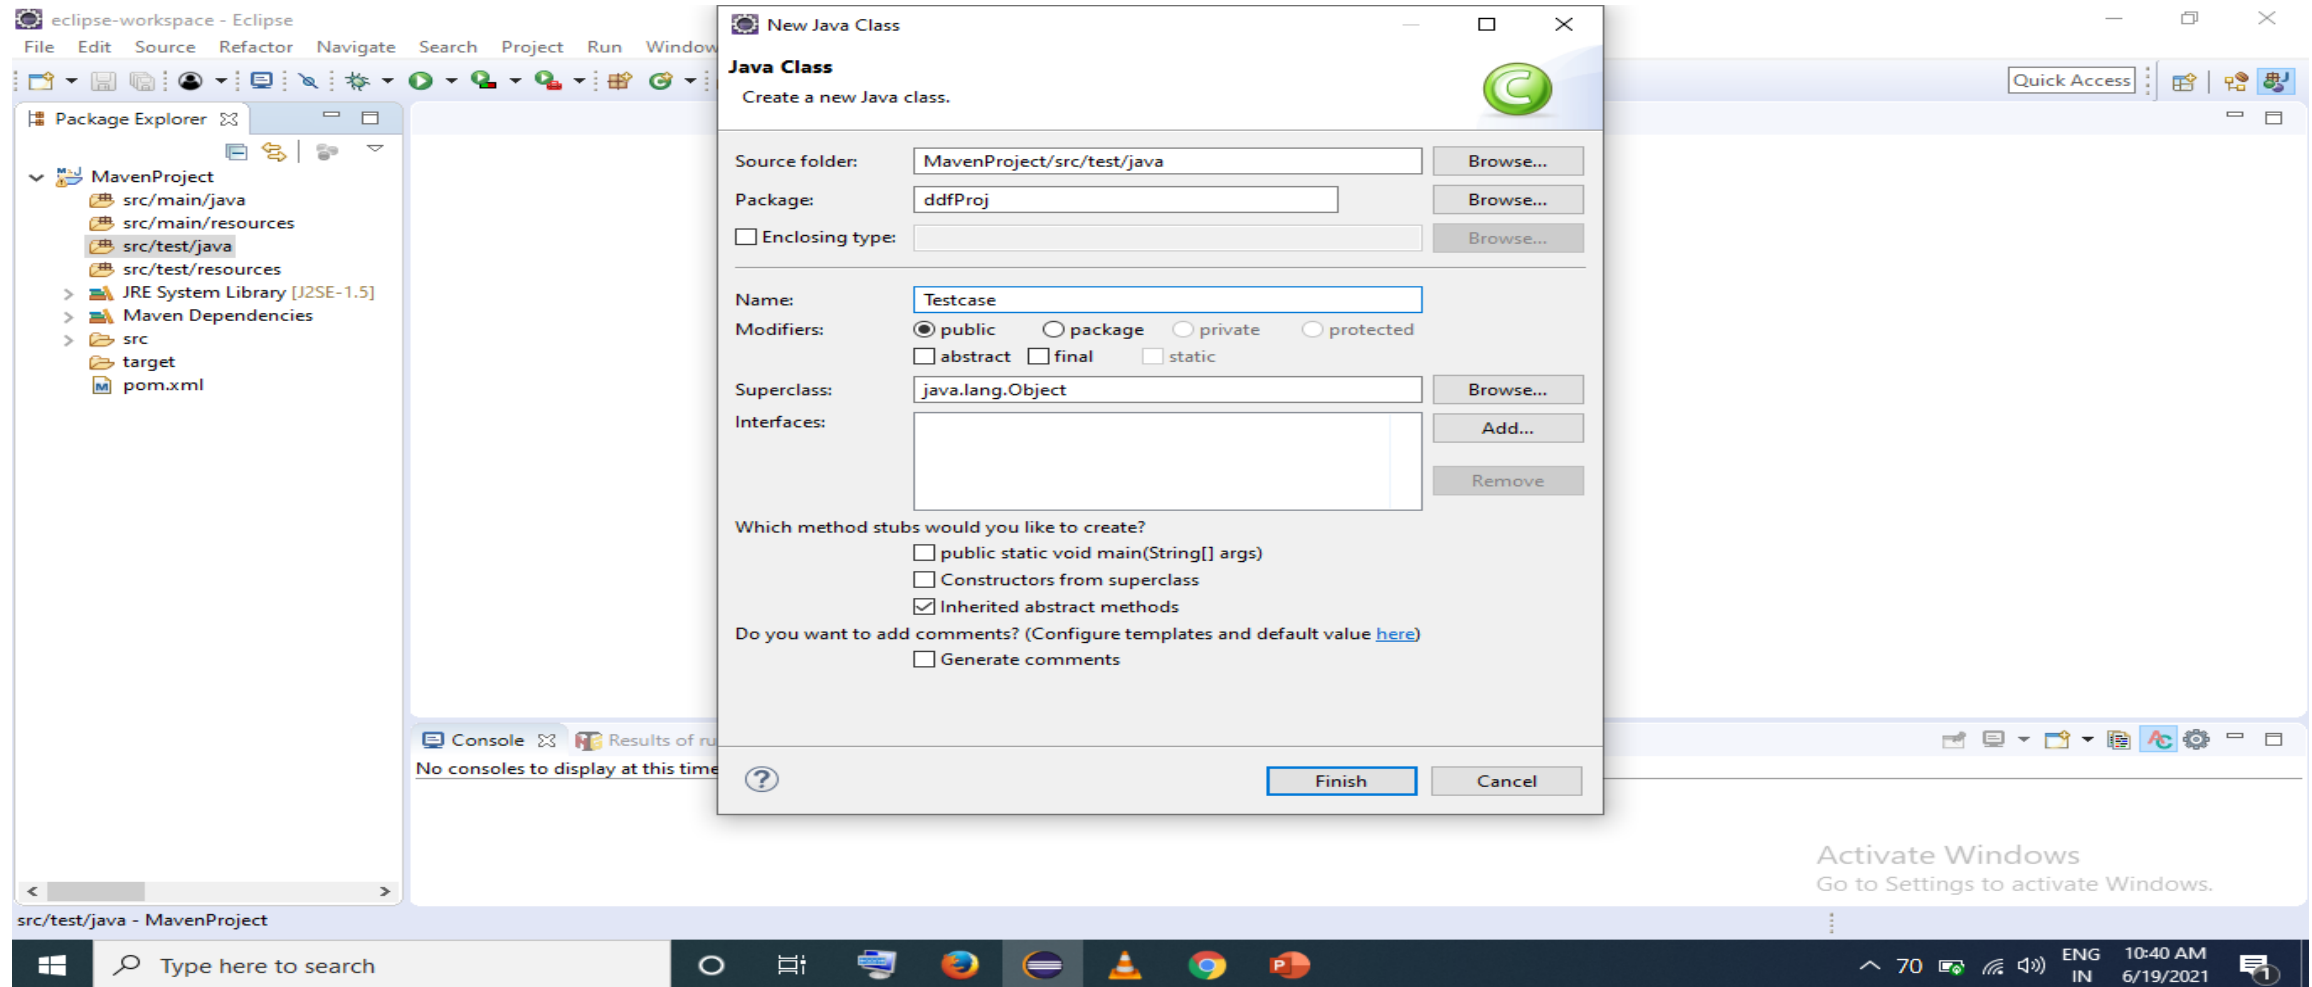 eclipse-workspace - Eclipse
File Edit Source Refactor Navigate Search Project Run Window
Quick Access
Package Explorer
MavenProject
src/main/java
src/main/resources
src/test/java
src/test/resources
JRE System Library [J2SE-1.5]
Maven Dependencies
src
target
pom.xml
New Java Class
Java Class
Create a new Java class.
Source folder: MavenProject/src/test/java Browse...
Package: ddfProj Browse...
Enclosing type: Browse...
Name: Testcase
Modifiers: public package private protected
abstract final static
Superclass: java.lang.Object Browse...
Interfaces: Add...
Remove
Which method stubs would you like to create?
public static void main(String[] args)
Constructors from superclass
Inherited abstract methods
Do you want to add comments? (Configure templates and default value here)
Generate comments
Finish Cancel
Console Results of ru
No consoles to display at this time
Activate Windows
Go to Settings to activate Windows.
src/test/java - MavenProject
Type here to search
70 ENG 10:40 AM
IN 6/19/2021
1